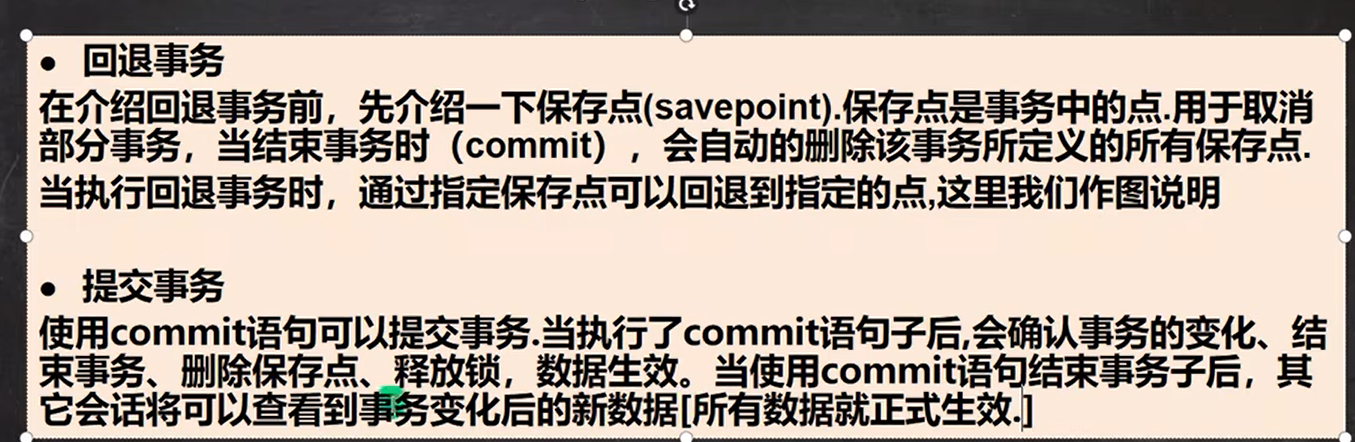 ● 回退事务
在介绍回退事务前，先介绍一下保存点(savepoint).保存点是事务中的点.用于取消
部分事务，当结束事务时（commit），会自动的删除该事务所定义的所有保存点.
当执行回退事务时，通过指定保存点可以回退到指定的点,这里我们作图说明
● 提交事务
使用commit语句可以提交事务.当执行了commit语句子后,会确认事务的变化、结
束事务、删除保存点、释放锁，数据生效。当使用commit语句结束事务子后，其
它会话将可以查看到事务变化后的新数据[所有数据就正式生效.]